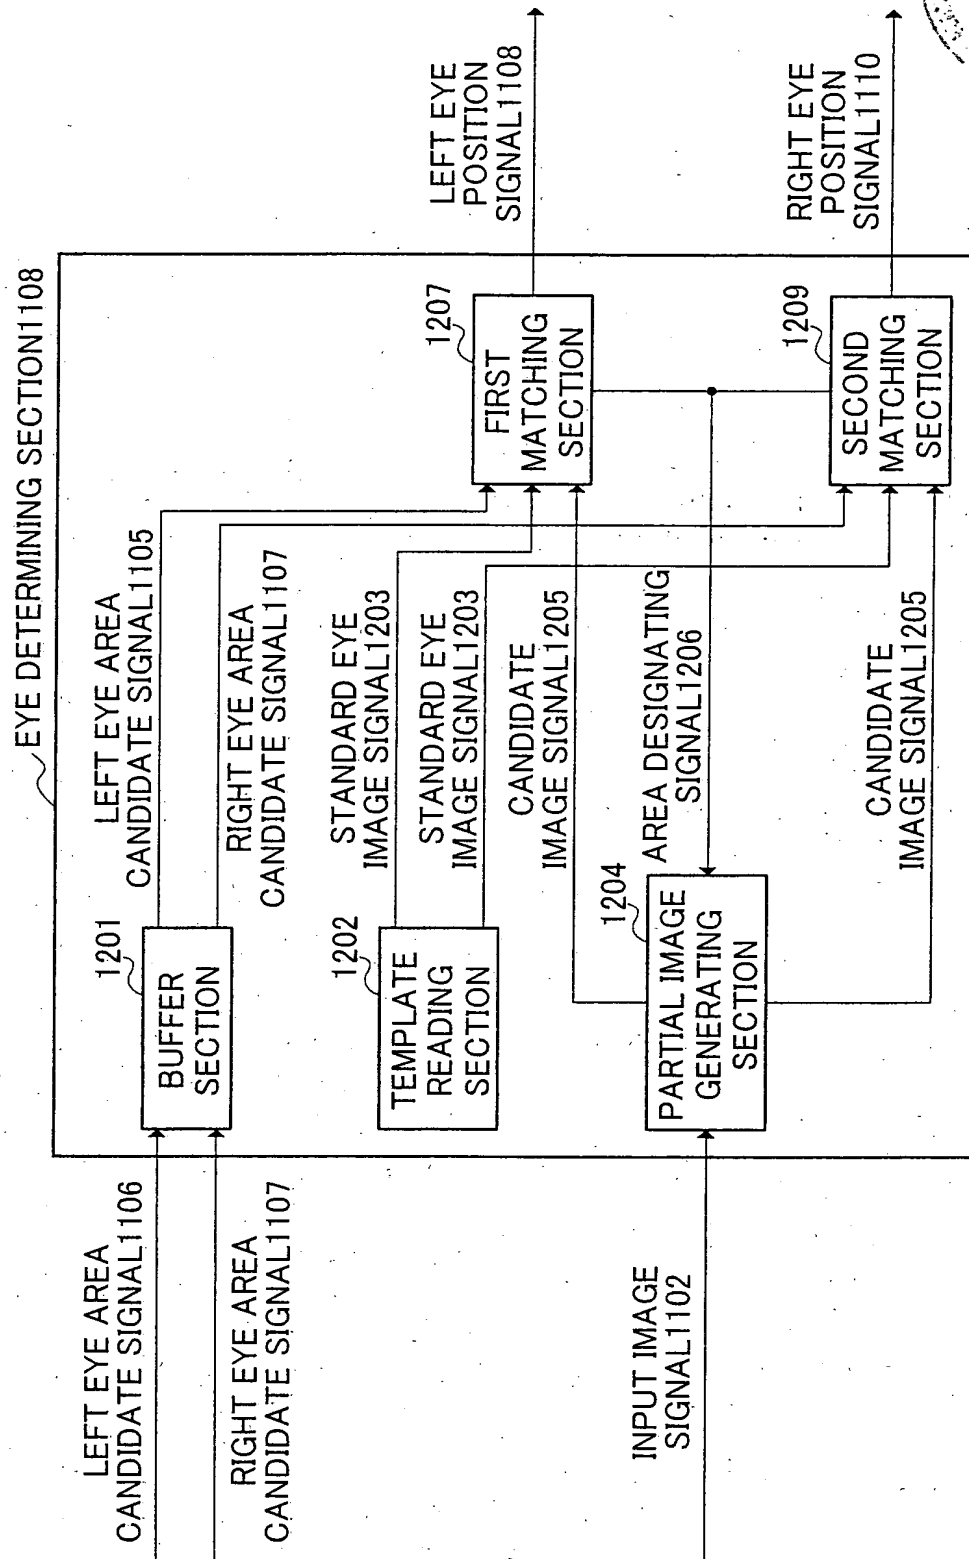 EYE DETERMINING SECTION1108
LEFT EYE AREA
CANDIDATE SIGNAL1106
RIGHT EYE AREA
CANDIDATE SIGNAL1107
INPUT IMAGE
SIGNAL1102
1201
BUFFER
SECTION
1202
TEMPLATE
READING
SECTION
1204
PARTIAL IMAGE
GENERATING
SECTION
LEFT EYE AREA
CANDIDATE SIGNAL1105
RIGHT EYE AREA
CANDIDATE SIGNAL1107
STANDARD EYE
IMAGE SIGNAL1203
STANDARD EYE
IMAGE SIGNAL1203
CANDIDATE
IMAGE SIGNAL1205
AREA DESIGNATING
SIGNAL1206
CANDIDATE
IMAGE SIGNAL1205
1207
FIRST
MATCHING
SECTION
1209
SECOND
MATCHING
SECTION
LEFT EYE
POSITION
SIGNAL1108
RIGHT EYE
POSITION
SIGNAL1110